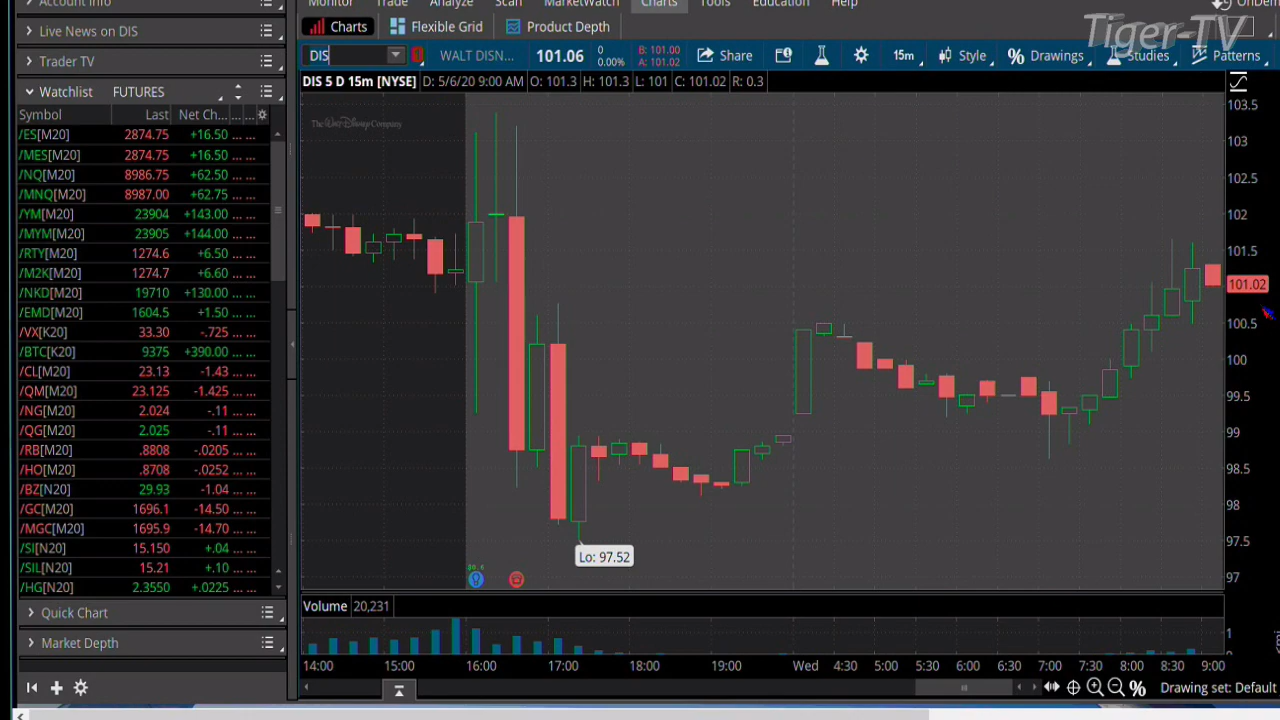 Account Info
Monitor Trade Analyze Scan MarketWatch Charts Tools Education Help
OnDem
Tiger-TV
Live News on DIS
Charts Flexible Grid Product Depth
Trader TV
DIS WALT DISN... 101.06 0 0.00% B: 101.00 A: 101.02 Share 15m Style Drawings Studies Patterns
DIS 5 D 15m [NYSE] D: 5/6/20 9:00 AM O: 101.3 H: 101.3 L: 101 C: 101.02 R: 0.3
Watchlist FUTURES
Symbol Last Net Ch... ... ...
/ES[M20] 2874.75 +16.50 ... ...
/MES[M20] 2874.75 +16.50 ... ...
/NQ[M20] 8986.75 +62.50 ... ...
/MNQ[M20] 8987.00 +62.75 ... ...
/YM[M20] 23904 +143.00 ... ...
/MYM[M20] 23905 +144.00 ... ...
/RTY[M20] 1274.6 +6.50 ... ...
/M2K[M20] 1274.7 +6.60 ... ...
/NKD[M20] 19710 +130.00 ... ...
/EMD[M20] 1604.5 +1.50 ... ...
/VX[K20] 33.30 -.725 ... ...
/BTC[K20] 9375 +390.00 ... ...
/CL[M20] 23.13 -1.43 ... ...
/QM[M20] 23.125 -1.425 ... ...
/NG[M20] 2.024 -.11 ... ...
/QG[M20] 2.025 -.11 ... ...
/RB[M20] .8808 -.0205 ... ...
/HO[M20] .8708 -.0252 ... ...
/BZ[N20] 29.93 -1.04 ... ...
/GC[M20] 1696.1 -14.50 ... ...
/MGC[M20] 1695.9 -14.70 ... ...
/SI[N20] 15.150 +.04 ... ...
/SIL[N20] 15.21 +.10 ... ...
/HG[N20] 2.3550 +.0225 ... ...
Quick Chart
Market Depth
The Walt Disney Company
103.5
103
102.5
102
101.5
101.02
100.5
100
99.5
99
98.5
98
97.5
97
Lo: 97.52
Volume 20,231
1
0
14:00 15:00 16:00 17:00 18:00 19:00 Wed 4:30 5:00 5:30 6:00 6:30 7:00 7:30 8:00 8:30 9:00
Drawing set: Default